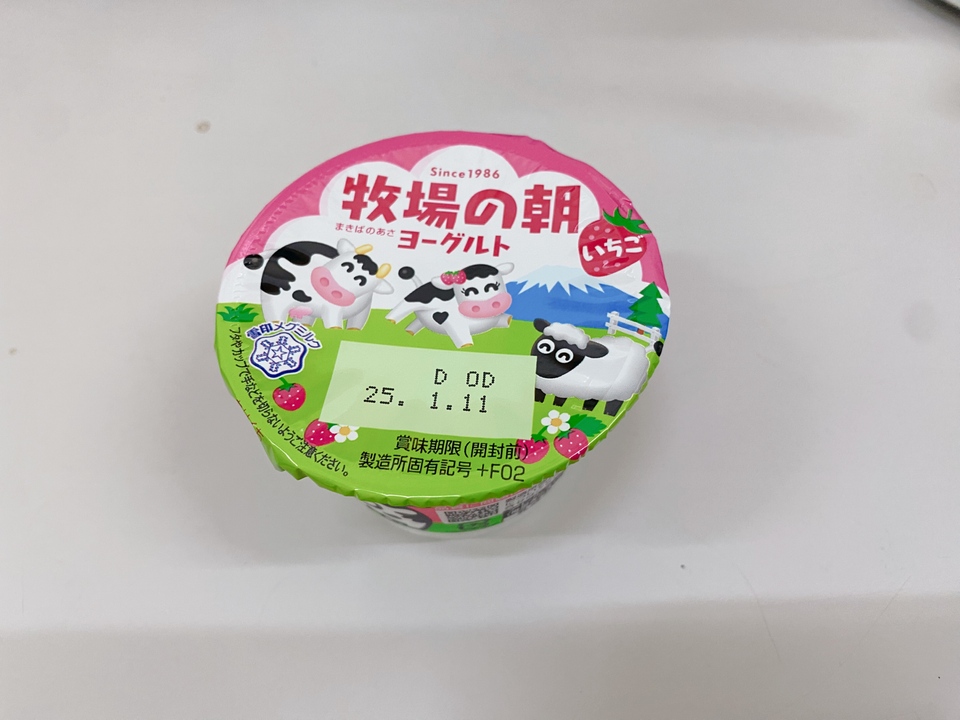 Since1986
牧場の朝
まきばのあさ
ヨーグルト
いちご
雪印メグミルク
フタやカップで手などを切らないようご注意ください。
D OD
25. 1.11
賞味期限(開封前)
製造所固有記号 +F02